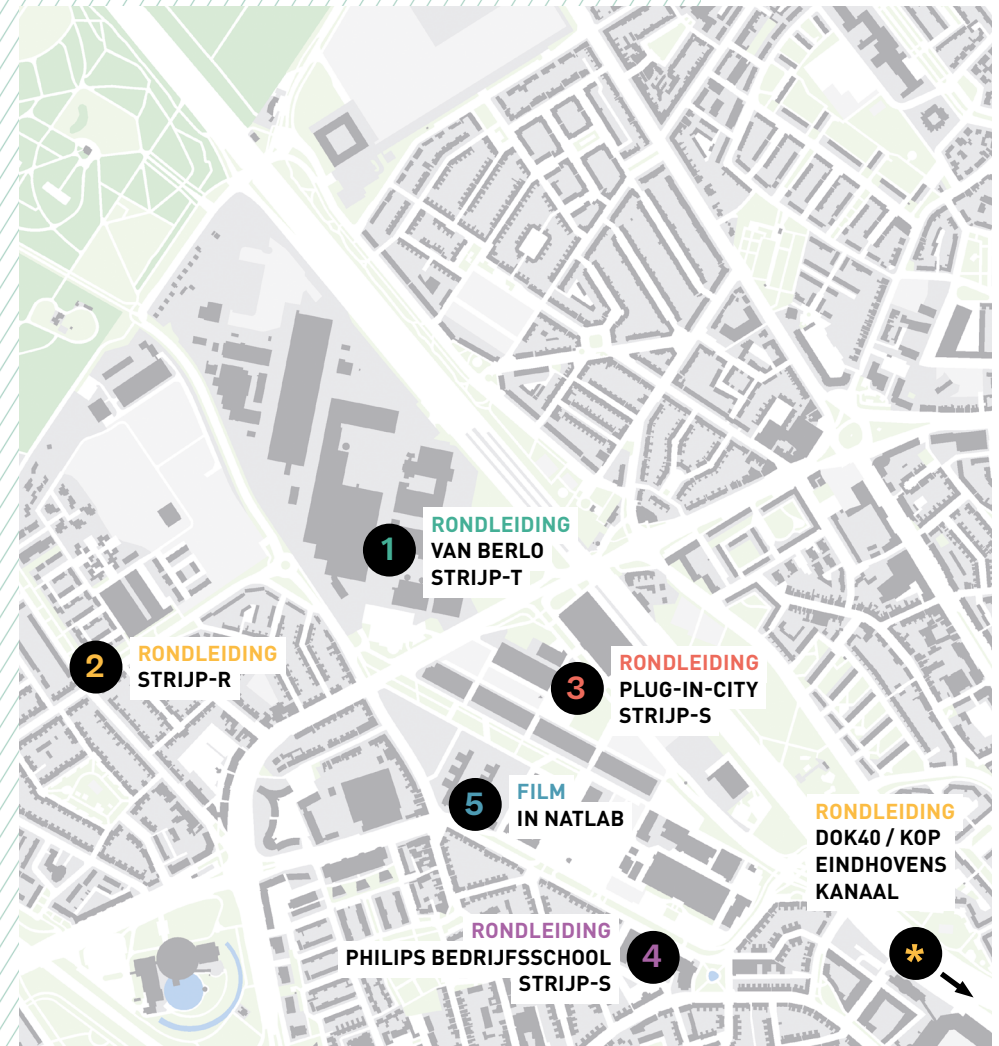 1
RONDLEIDING
VAN BERLO
STRIJP-T
2
RONDLEIDING
STRIJP-R
3
RONDLEIDING
PLUG-IN-CITY
STRIJP-S
5
FILM
IN NATLAB
RONDLEIDING
DOK40 / KOP
EINDHOVENS
KANAAL
*
RONDLEIDING
PHILIPS BEDRIJFSSCHOOL
STRIJP-S
4